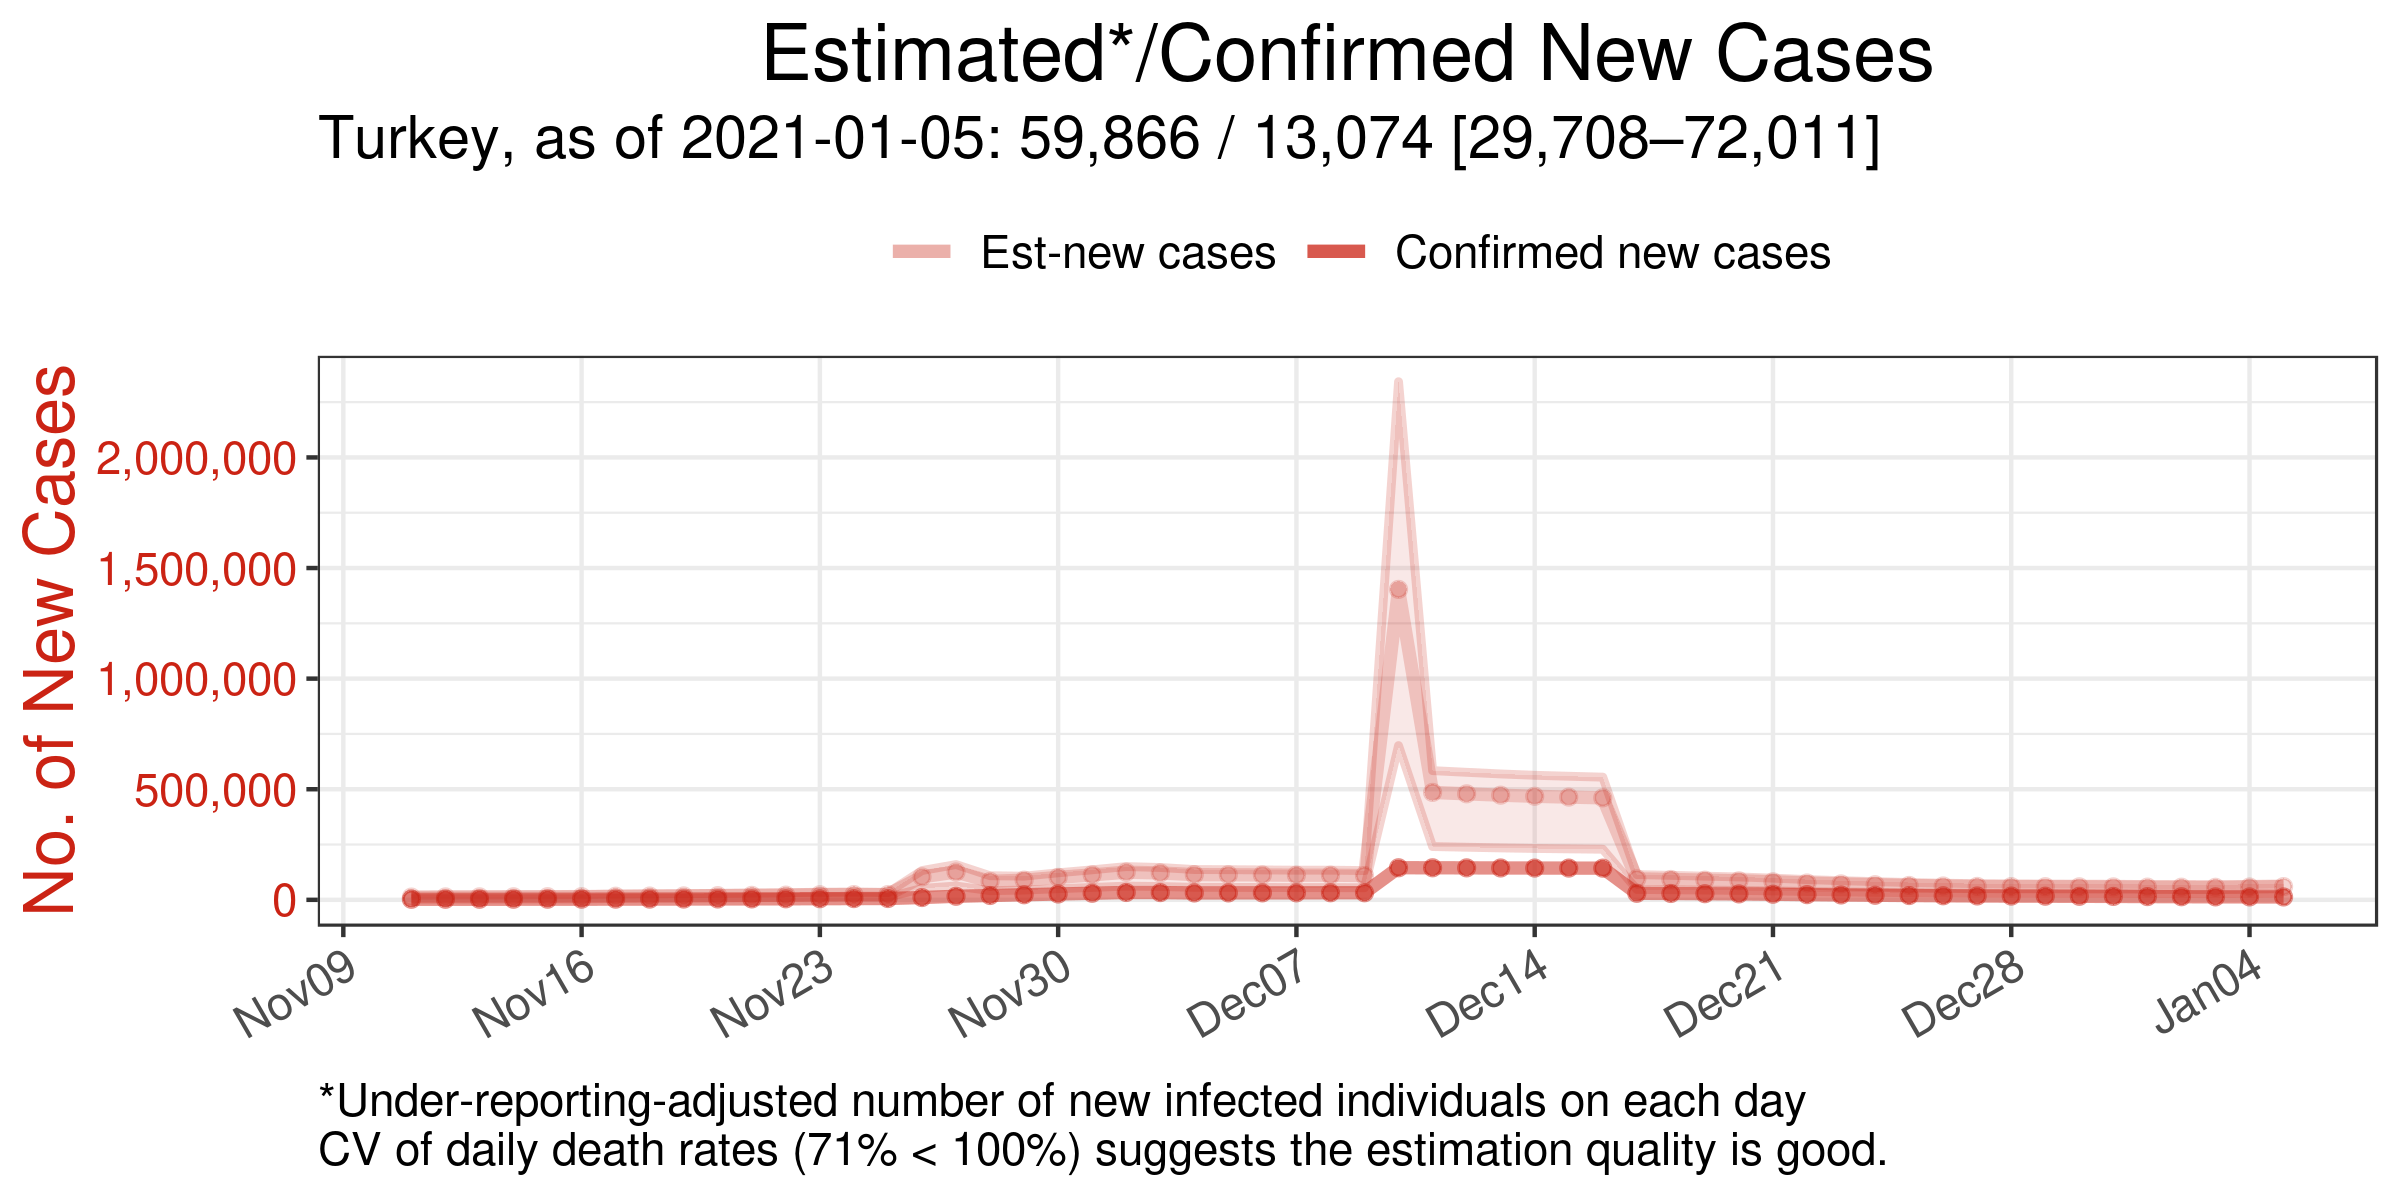 Estimated*/Confirmed New Cases
Turkey, as of 2021-01-05: 59,866 / 13,074 [29,708–72,011]
Est-new cases Confirmed new cases
No. of New Cases
2,000,000
1,500,000
1,000,000
500,000
0
Nov09 Nov16 Nov23 Nov30 Dec07 Dec14 Dec21 Dec28 Jan04
*Under-reporting-adjusted number of new infected individuals on each day
CV of daily death rates (71% < 100%) suggests the estimation quality is good.